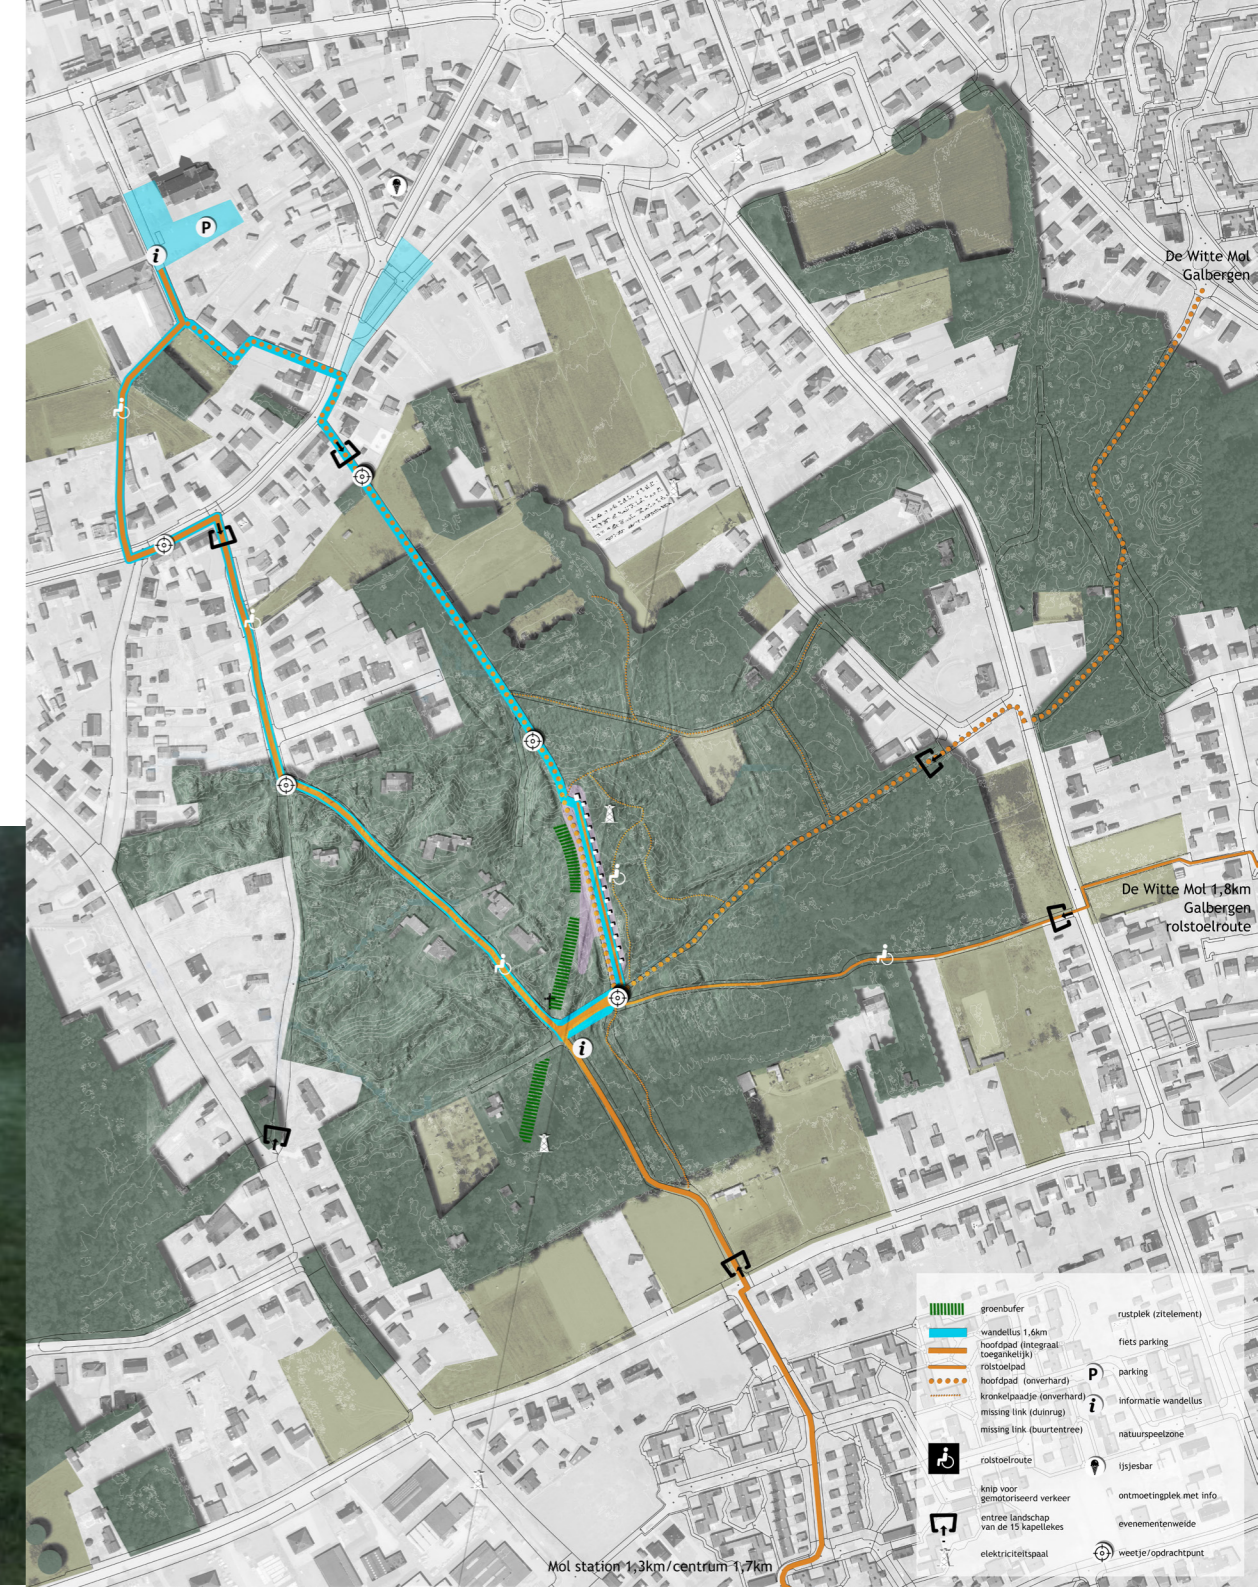 De Witte Mol
Galbergen
De Witte Mol 1,8km
Galbergen
rolstoelroute
Mol station 1,3km/centrum 1,7km
P
i
i
groenbufer
wandellus 1,6km
hoofdpad (integraal
toegankelijk)
rolstoelpad
hoofdpad (onverhard)
kronkelpaadje (onverhard)
missing link (duinrug)
missing link (buurtentree)
rolstoelroute
knip voor
gemotoriseerd verkeer
entree landschap
van de 15 kapellekes
elektriciteitspaal
rustplek (zitelement)
fiets parking
P parking
i informatie wandellus
natuurspeelzone
ijsjesbar
ontmoetingplek met info
evenementenweide
weetje/opdrachtpunt